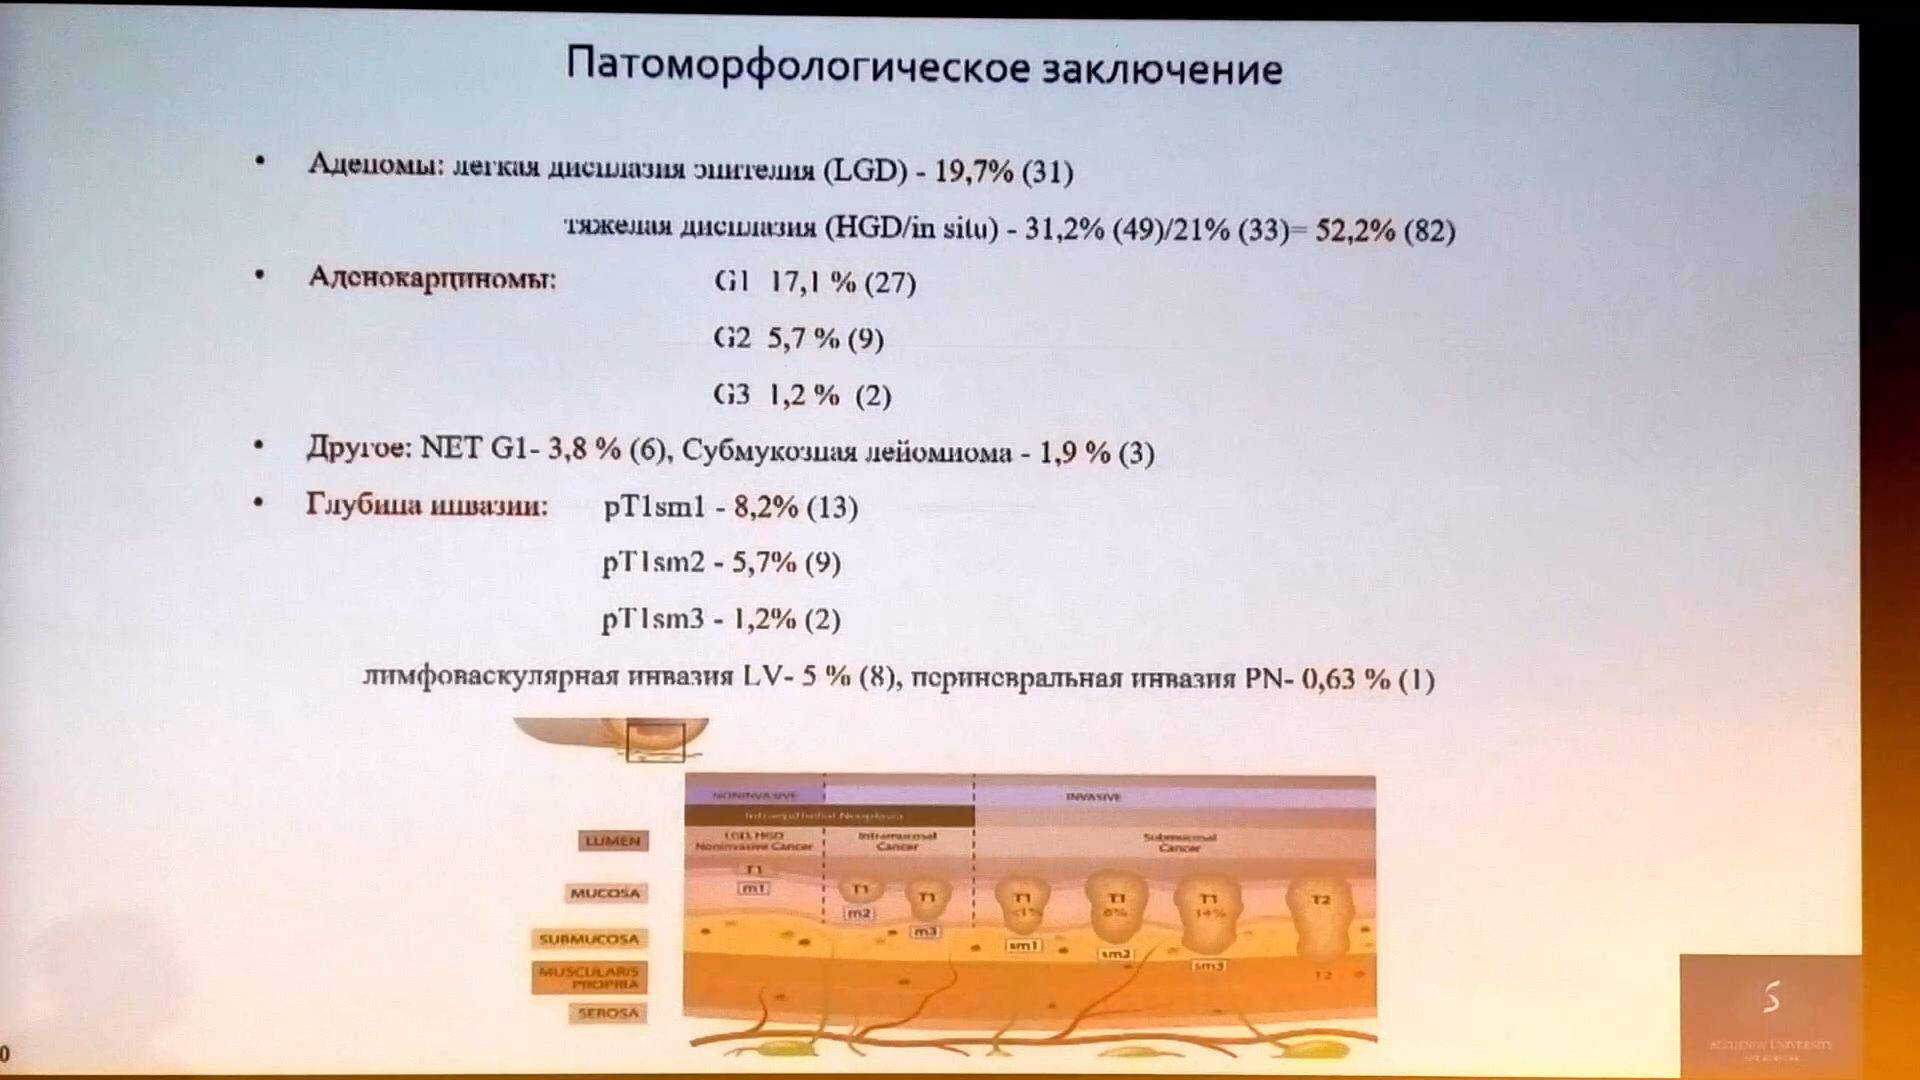 Патоморфологическое заключение
• Аденомы: легкая дисплазия эпителия (LGD) - 19,7% (31)
тяжелая дисплазия (HGD/in situ) - 31,2% (49)/21% (33)= 52,2% (82)
• Аденокарциномы: G1 17,1 % (27)
G2 5,7 % (9)
G3 1,2 % (2)
• Другое: NET G1- 3,8 % (6), Субмукозная лейомиома - 1,9 % (3)
• Глубина инвазии: pT1sm1 - 8,2% (13)
pT1sm2 - 5,7% (9)
pT1sm3 - 1,2% (2)
лимфоваскулярная инвазия LV- 5 % (8), периневральная инвазия PN- 0,63 % (1)
NONINVASIVE INVASIVE
Intraepithelial Neoplasia
LUMEN
LGD, HGD
Noninvasive Cancer
Intramucosal
Cancer
Submucosal
Cancer
MUCOSA
T1
m1
T1
m2
T1
m3
T1
<1%
sm1
T1
6%
sm2
T1
14%
sm3
T2
T2
SUBMUCOSA
MUSCULARIS
PROPRIA
SEROSA
0
SECHENOV UNIVERSITY